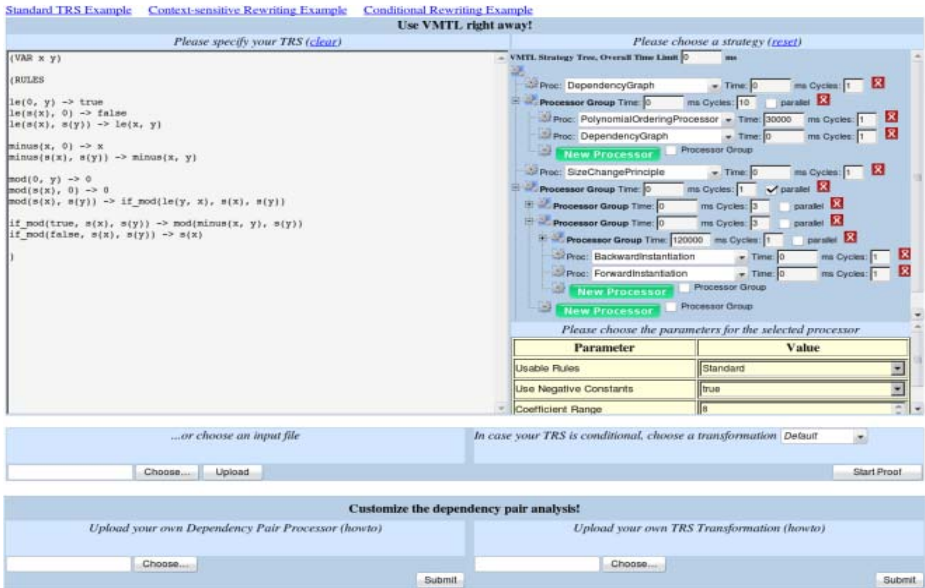 Standard TRS Example Context-sensitive Rewriting Example Conditional Rewriting Example
Use VMTL right away!
Please specify your TRS (clear)
(VAR x y)
(RULES
le(0, y) -> true
le(s(x), 0) -> false
le(s(x), s(y)) -> le(x, y)
minus(x, 0) -> x
minus(s(x), s(y)) -> minus(x, y)
mod(0, y) -> 0
mod(s(x), 0) -> 0
mod(s(x), s(y)) -> if_mod(le(y, x), s(x), s(y))
if_mod(true, s(x), s(y)) -> mod(minus(x, y), s(y))
if_mod(false, s(x), s(y)) -> s(x)
)
Please choose a strategy (reset)
VMTL Strategy Tree, Overall Time Limit 0 ms
Proc: DependencyGraph Time: 0 ms Cycles: 1
Processor Group Time: 0 ms Cycles: 10 parallel
Proc: PolynomialOrderingProcessor Time: 30000 ms Cycles: 1
Proc: DependencyGraph Time: 0 ms Cycles: 1
New Processor Processor Group
Proc: SizeChangePrinciple Time: 0 ms Cycles: 1
Processor Group Time: 0 ms Cycles: 1 parallel
Processor Group Time: 0 ms Cycles: 3 parallel
Processor Group Time: 0 ms Cycles: 3 parallel
Processor Group Time: 120000 ms Cycles: 1 parallel
Proc: BackwardInstantiation Time: 0 ms Cycles: 1
Proc: ForwardInstantiation Time: 0 ms Cycles: 1
New Processor Processor Group
New Processor Processor Group
Please choose the parameters for the selected processor
Parameter Value
Usable Rules Standard
Use Negative Constants true
Coefficient Range 8
...or choose an input file
Choose... Upload
In case your TRS is conditional, choose a transformation Default
Start Proof
Customize the dependency pair analysis!
Upload your own Dependency Pair Processor (howto)
Choose...
Submit
Upload your own TRS Transformation (howto)
Choose...
Submit